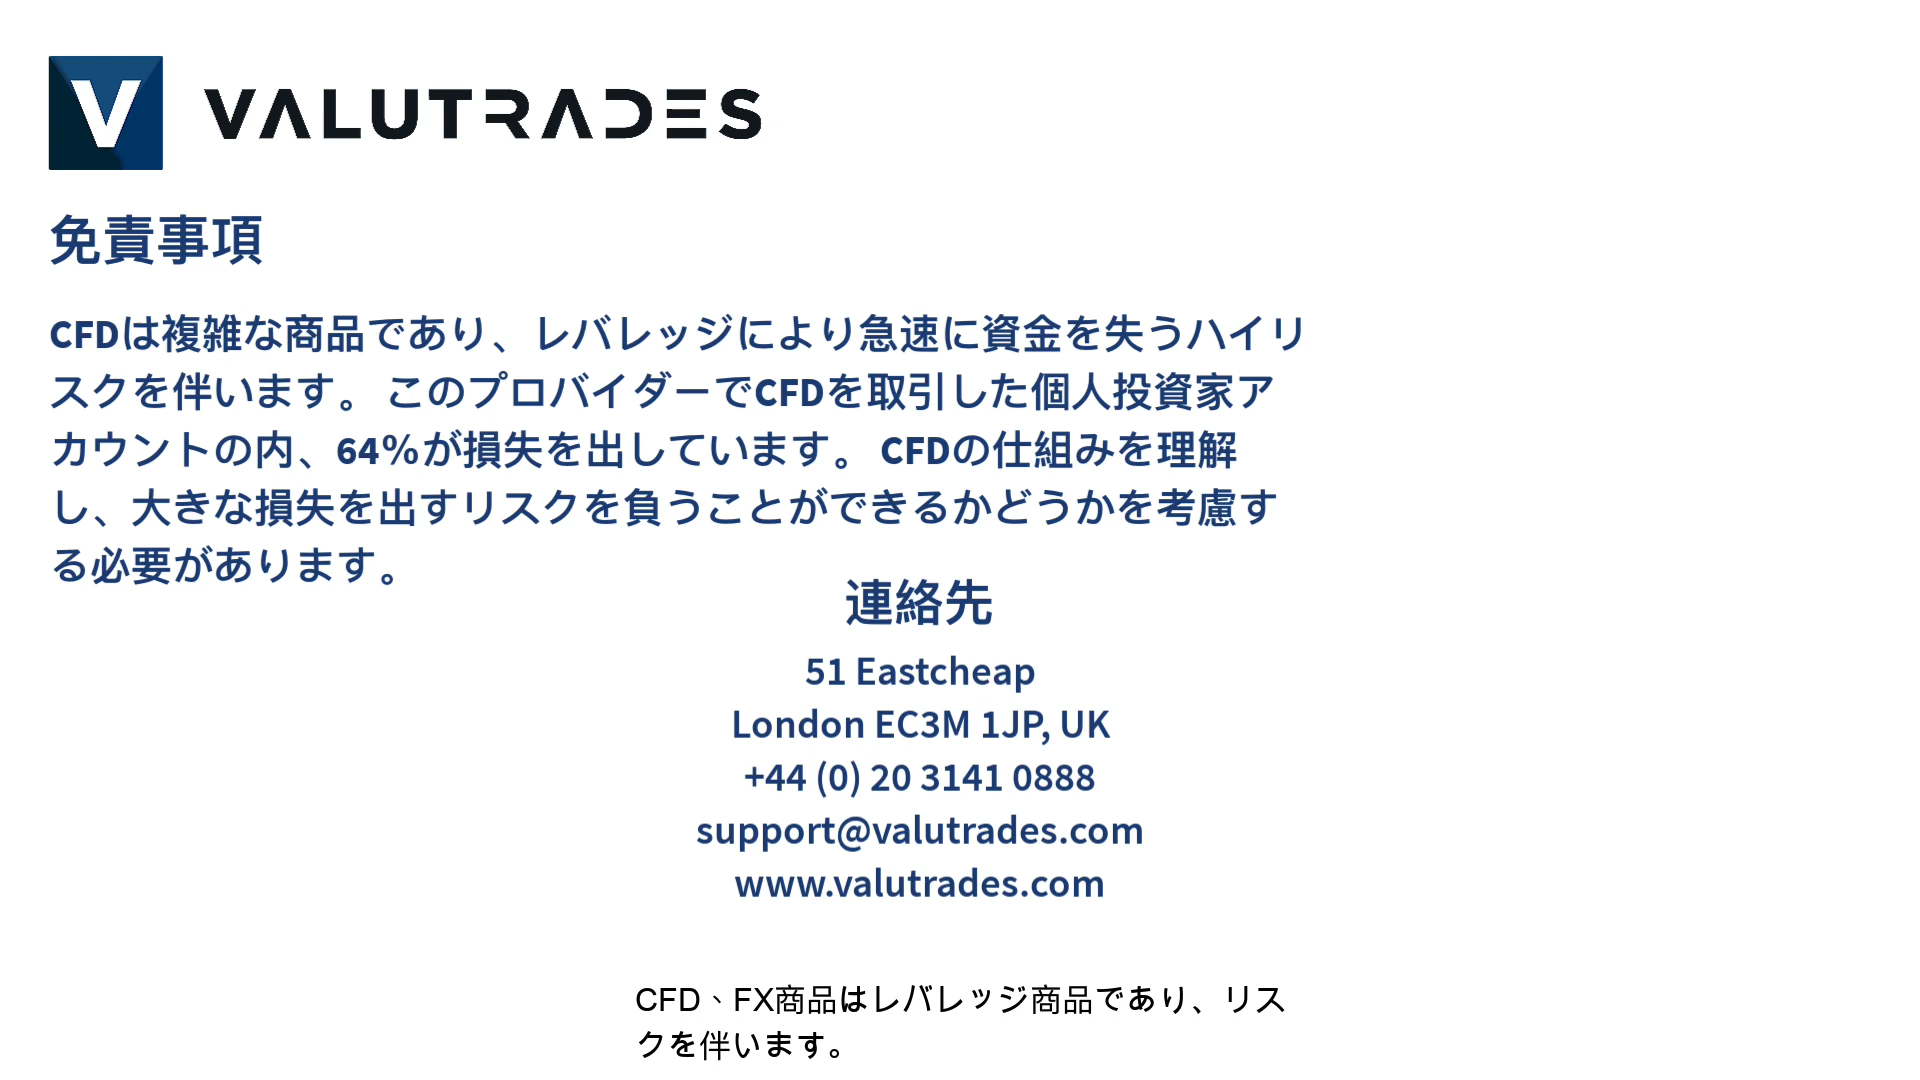 VALUTRADES
免責事項
CFDは複雑な商品であり、レバレッジにより急速に資金を失うハイリ
スクを伴います。 このプロバイダーでCFDを取引した個人投資家ア
カウントの内、64%が損失を出しています。 CFDの仕組みを理解
し、大きな損失を出すリスクを負うことができるかどうかを考慮す
る必要があります。
連絡先
51 Eastcheap
London EC3M 1JP, UK
+44 (0) 20 3141 0888
support@valutrades.com
www.valutrades.com
CFD、FX商品はレバレッジ商品であり、リス
クを伴います。